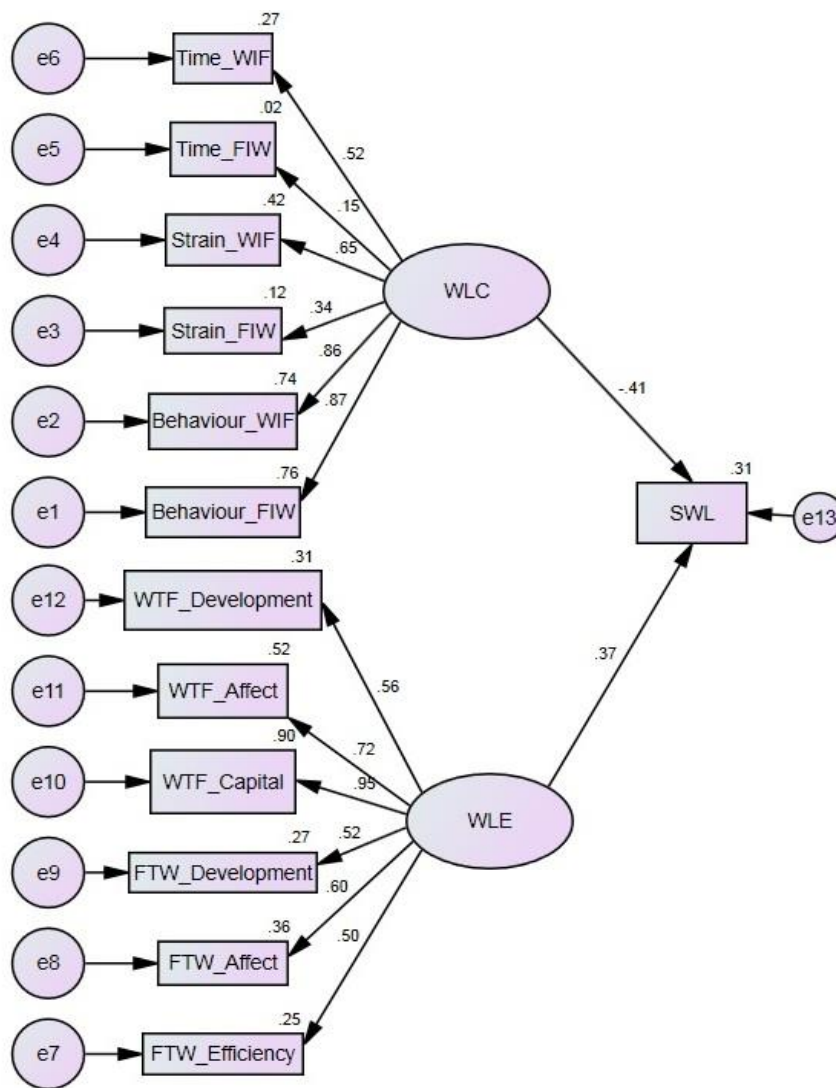 .27
e6
Time_WIF
.02
.52
e5
Time_FIW
.42
.15
e4
Strain_WIF
.65
.12
WLC
e3
Strain_FIW
.34
.86
.74
.87
-.41
e2
Behaviour_WIF
.76
.31
e1
Behaviour_FIW
SWL
e13
.31
e12
WTF_Development
.52
.37
e11
WTF_Affect
.56
.90
.72
e10
WTF_Capital
.95
WLE
.27
.52
e9
FTW_Development
.60
.36
.50
e8
FTW_Affect
.25
e7
FTW_Efficiency